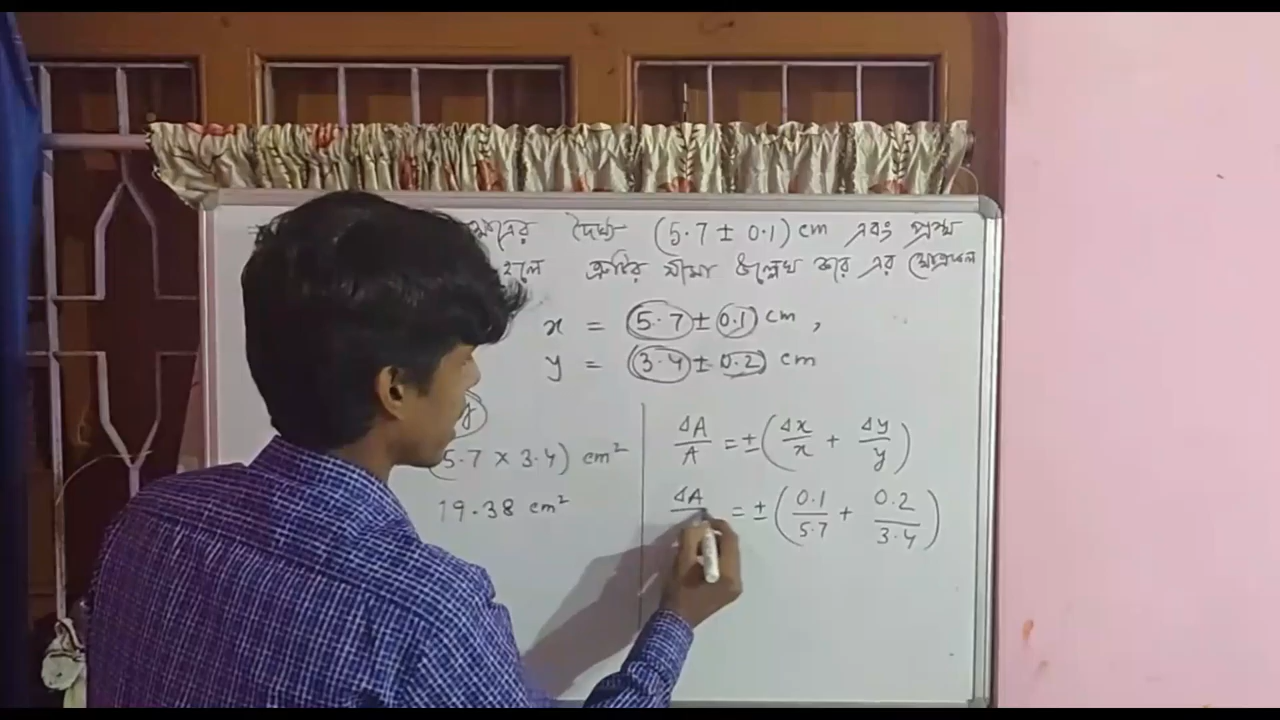 দৈর্ঘ্য (5.7 ± 0.1) cm এবং প্রস্থ
হলে ত্রুটির সীমা উল্লেখ করে এর ক্ষেত্রফল
x = 5.7 ± 0.1 cm,
y = 3.4 ± 0.2 cm
(5.7 × 3.4) cm²
19.38 cm²
ΔA/A = ± (Δx/x + Δy/y)
ΔA = ± (0.1/5.7 + 0.2/3.4)